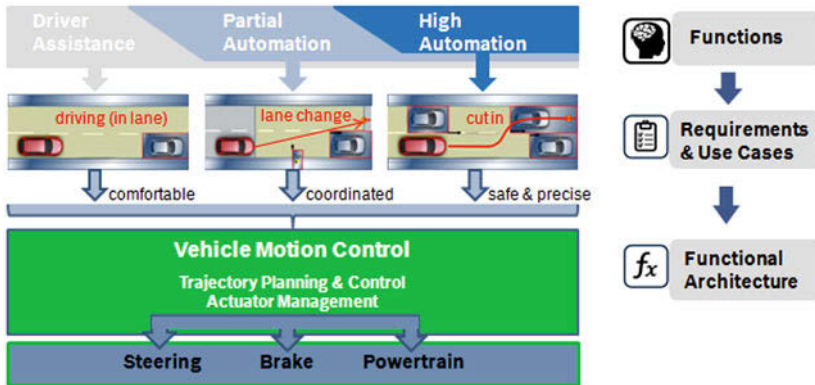 Driver
Assistance
Partial
Automation
High
Automation
driving (in lane)
lane change
cut in
comfortable
coordinated
safe & precise
Vehicle Motion Control
Trajectory Planning & Control
Actuator Management
Steering
Brake
Powertrain
Functions
Requirements
& Use Cases
fx
Functional
Architecture